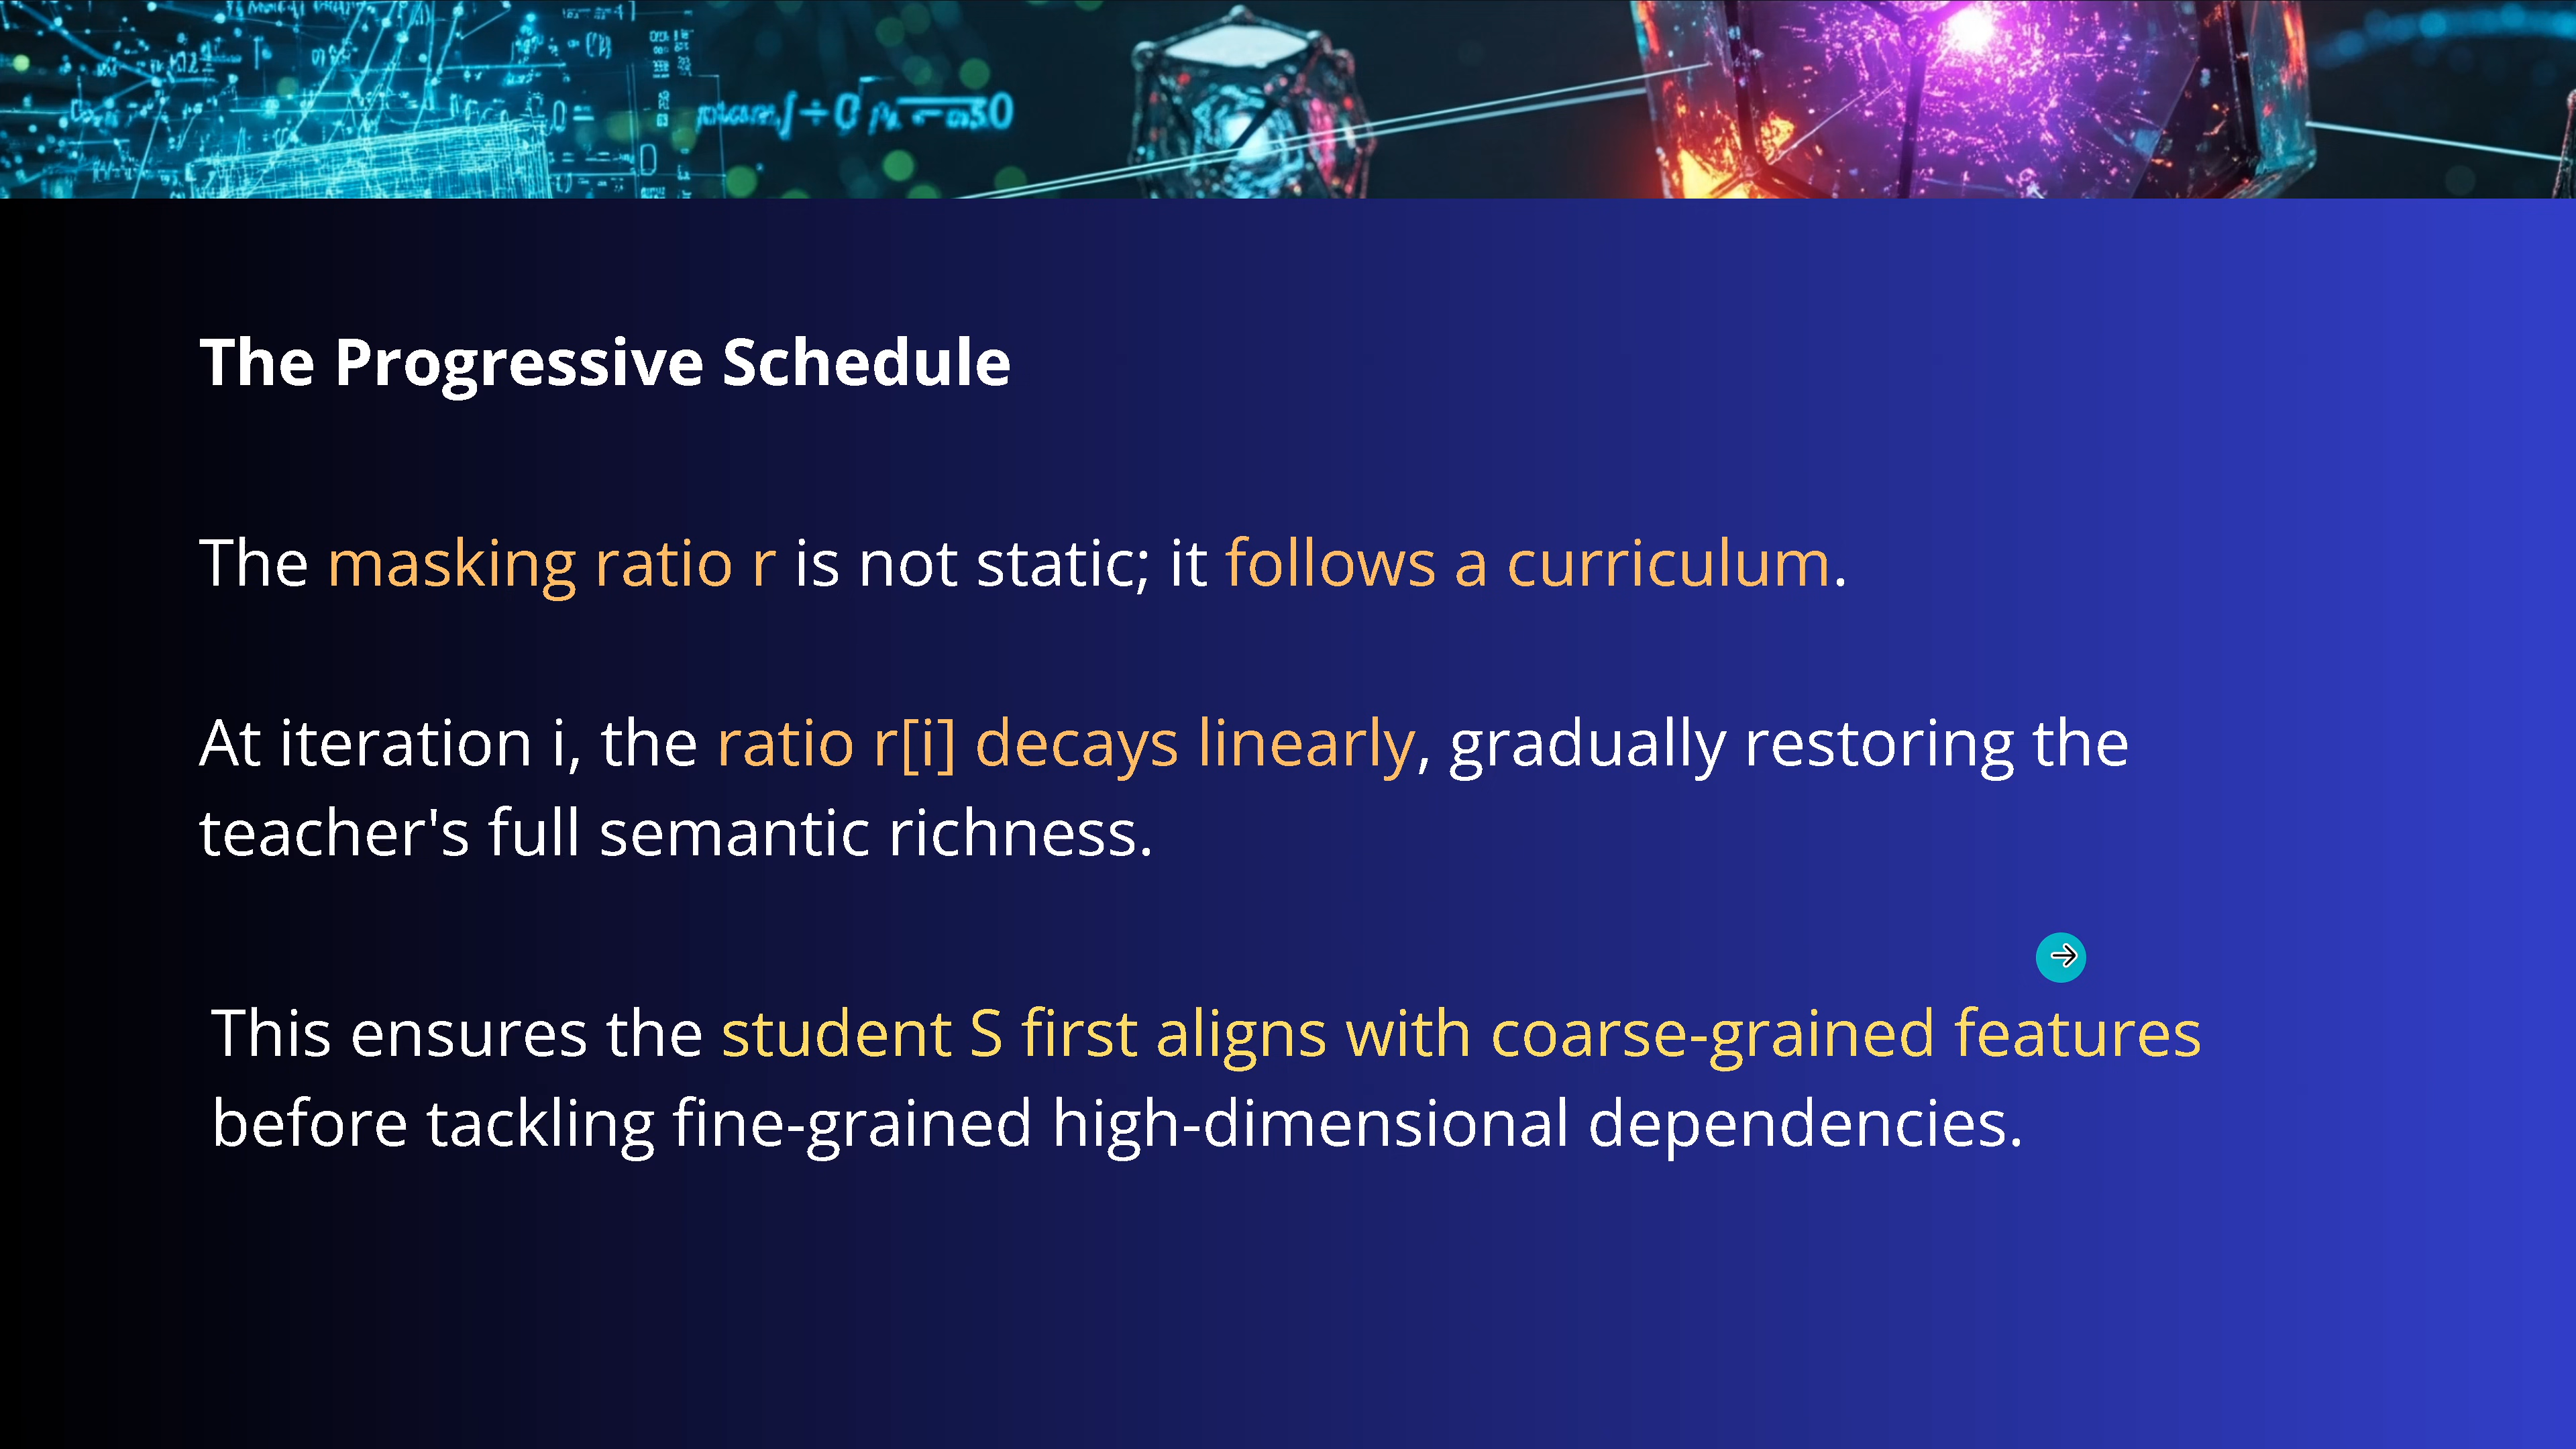 The Progressive Schedule
The masking ratio r is not static; it follows a curriculum.
At iteration i, the ratio r[i] decays linearly, gradually restoring the
teacher's full semantic richness.
This ensures the student S first aligns with coarse-grained features
before tackling fine-grained high-dimensional dependencies.